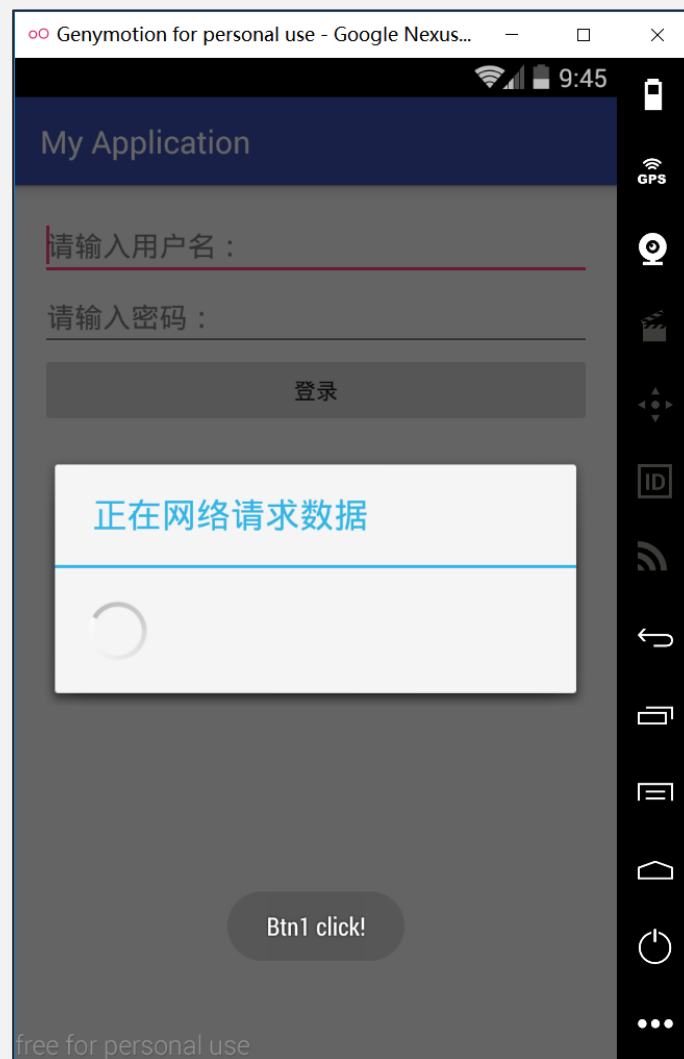 Genymotion for personal use - Google Nexus...
9:45
My Application
GPS
请输入用户名：
请输入密码：
登录
ID
正在网络请求数据
Btn1 click!
free for personal use